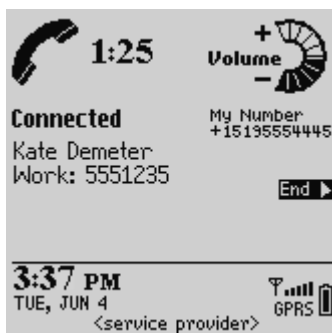 1:25
+
Volume
−
Connected
My Number
+15195554445
Kate Demeter
Work: 5551235
End
3:37 PM
TUE, JUN 4
GPRS
<service provider>